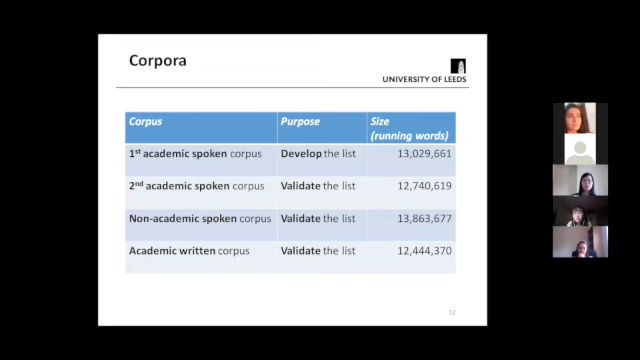 Corpora
UNIVERSITY OF LEEDS
Corpus Purpose Size
(running words)
1st academic spoken corpus Develop the list 13,029,661
2nd academic spoken corpus Validate the list 12,740,619
Non-academic spoken corpus Validate the list 13,863,677
Academic written corpus Validate the list 12,444,370
13